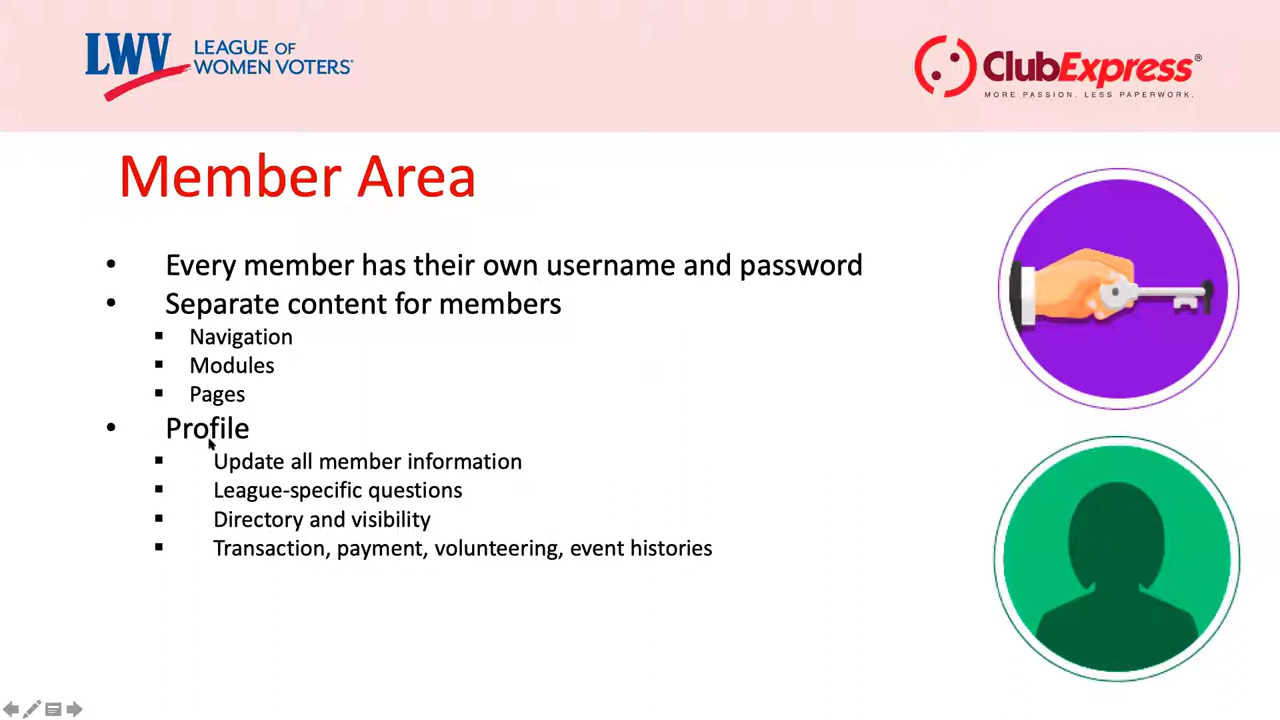 LWV LEAGUE OF
WOMEN VOTERS®
ClubExpress®
MORE PASSION. LESS PAPERWORK.
Member Area
• Every member has their own username and password
• Separate content for members
▪ Navigation
▪ Modules
▪ Pages
• Profile
▪ Update all member information
▪ League-specific questions
▪ Directory and visibility
▪ Transaction, payment, volunteering, event histories